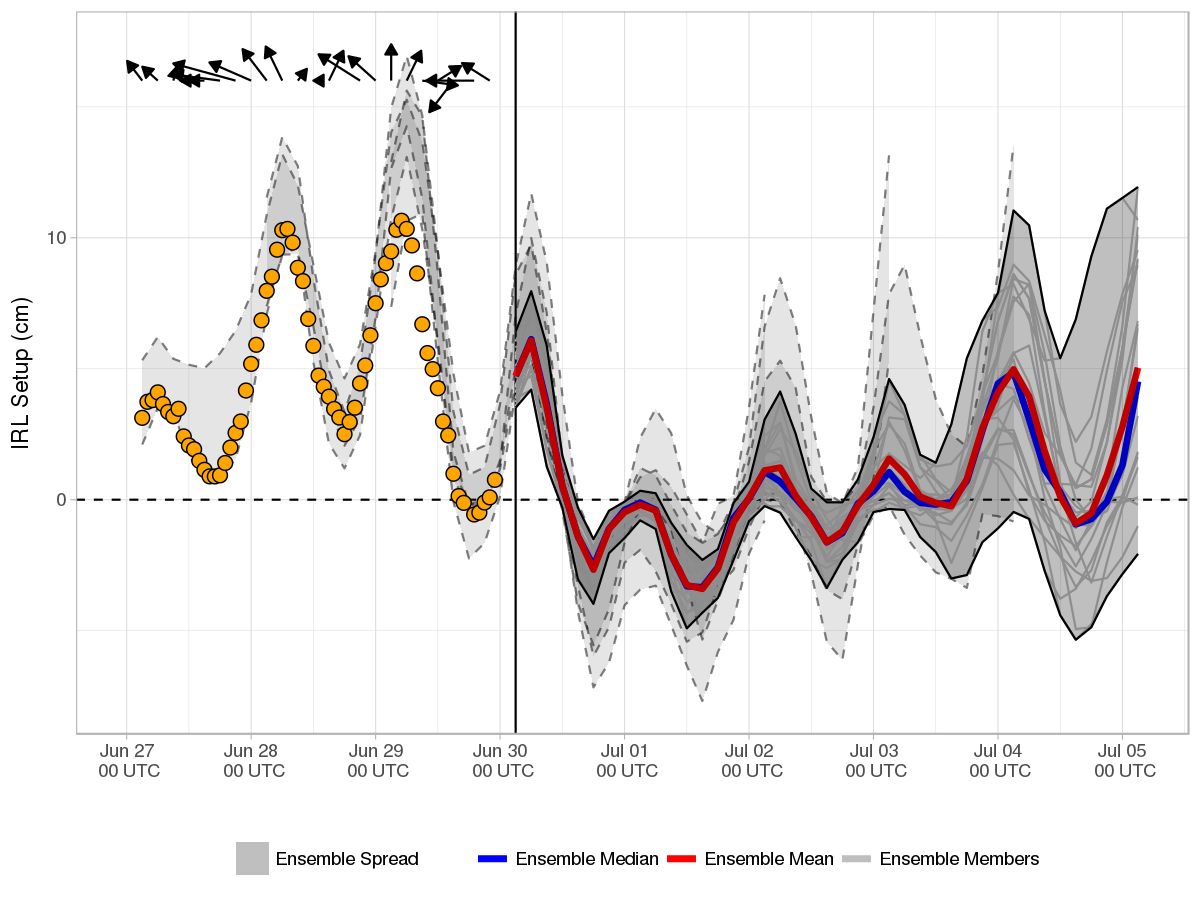 IRL Setup (cm)
10
0
Jun 27 Jun 28 Jun 29 Jun 30 Jul 01 Jul 02 Jul 03 Jul 04 Jul 05
00 UTC 00 UTC 00 UTC 00 UTC 00 UTC 00 UTC 00 UTC 00 UTC 00 UTC
Ensemble Spread Ensemble Median Ensemble Mean Ensemble Members